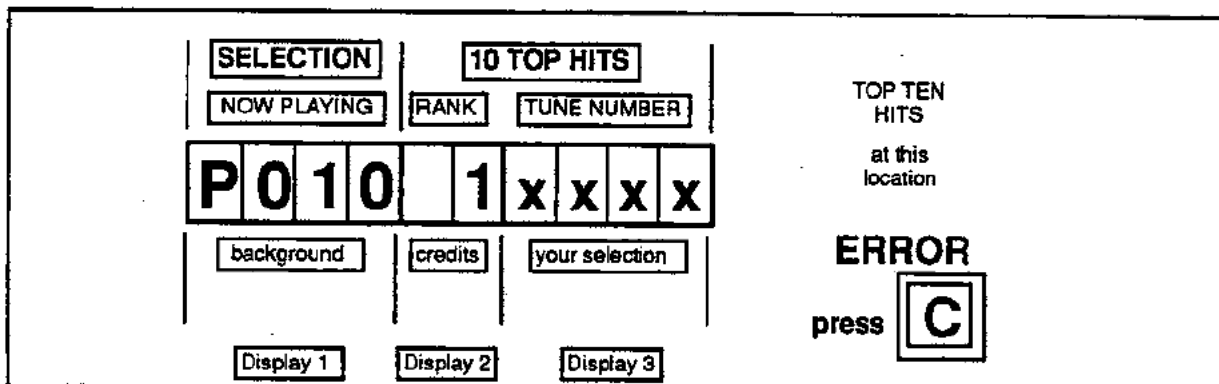 SELECTION 10 TOP HITS
NOW PLAYING RANK TUNE NUMBER
P010 1xxxx
background credits your selection
Display 1 Display 2 Display 3
TOP TEN
HITS
at this
location
ERROR
press C